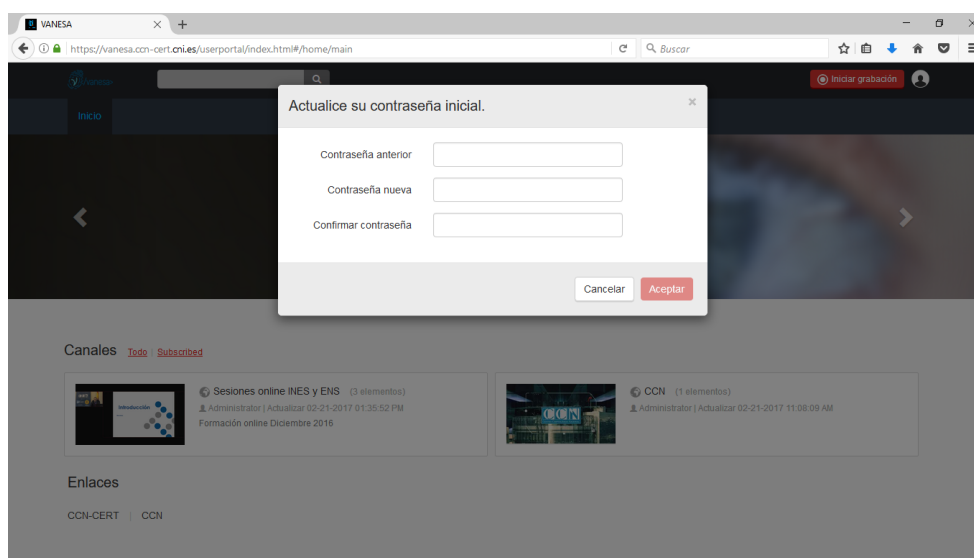 VANESA
https://vanesa.ccn-cert.cni.es/userportal/index.html#/home/main
Buscar
vanesa
Iniciar grabación
Inicio
Actualice su contraseña inicial.
Contraseña anterior
Contraseña nueva
Confirmar contraseña
Cancelar
Aceptar
Canales Todo | Subscribed
Sesiones online INES y ENS (3 elementos)
Administrator | Actualizar 02-21-2017 01:35:52 PM
Formación online Diciembre 2016
Introducción
CCN (1 elementos)
Administrator | Actualizar 02-21-2017 11:08:09 AM
CCN
Enlaces
CCN-CERT | CCN